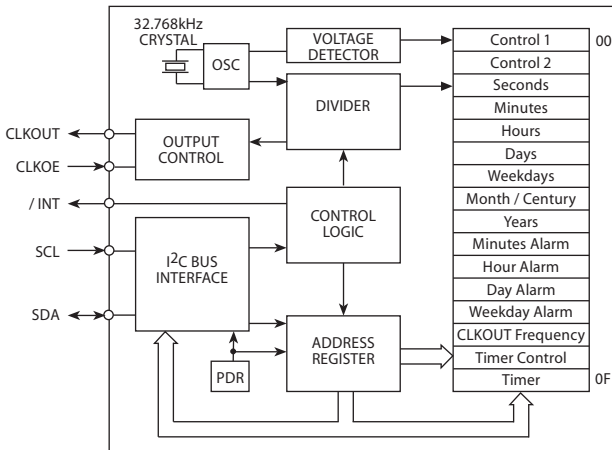 32.768kHz
CRYSTAL
OSC
VOLTAGE
DETECTOR
DIVIDER
CLKOUT
CLKOE
OUTPUT
CONTROL
/ INT
CONTROL
LOGIC
SCL
SDA
I²C BUS
INTERFACE
ADDRESS
REGISTER
PDR
Control 1
00
Control 2
Seconds
Minutes
Hours
Days
Weekdays
Month / Century
Years
Minutes Alarm
Hour Alarm
Day Alarm
Weekday Alarm
CLKOUT Frequency
Timer Control
Timer
0F